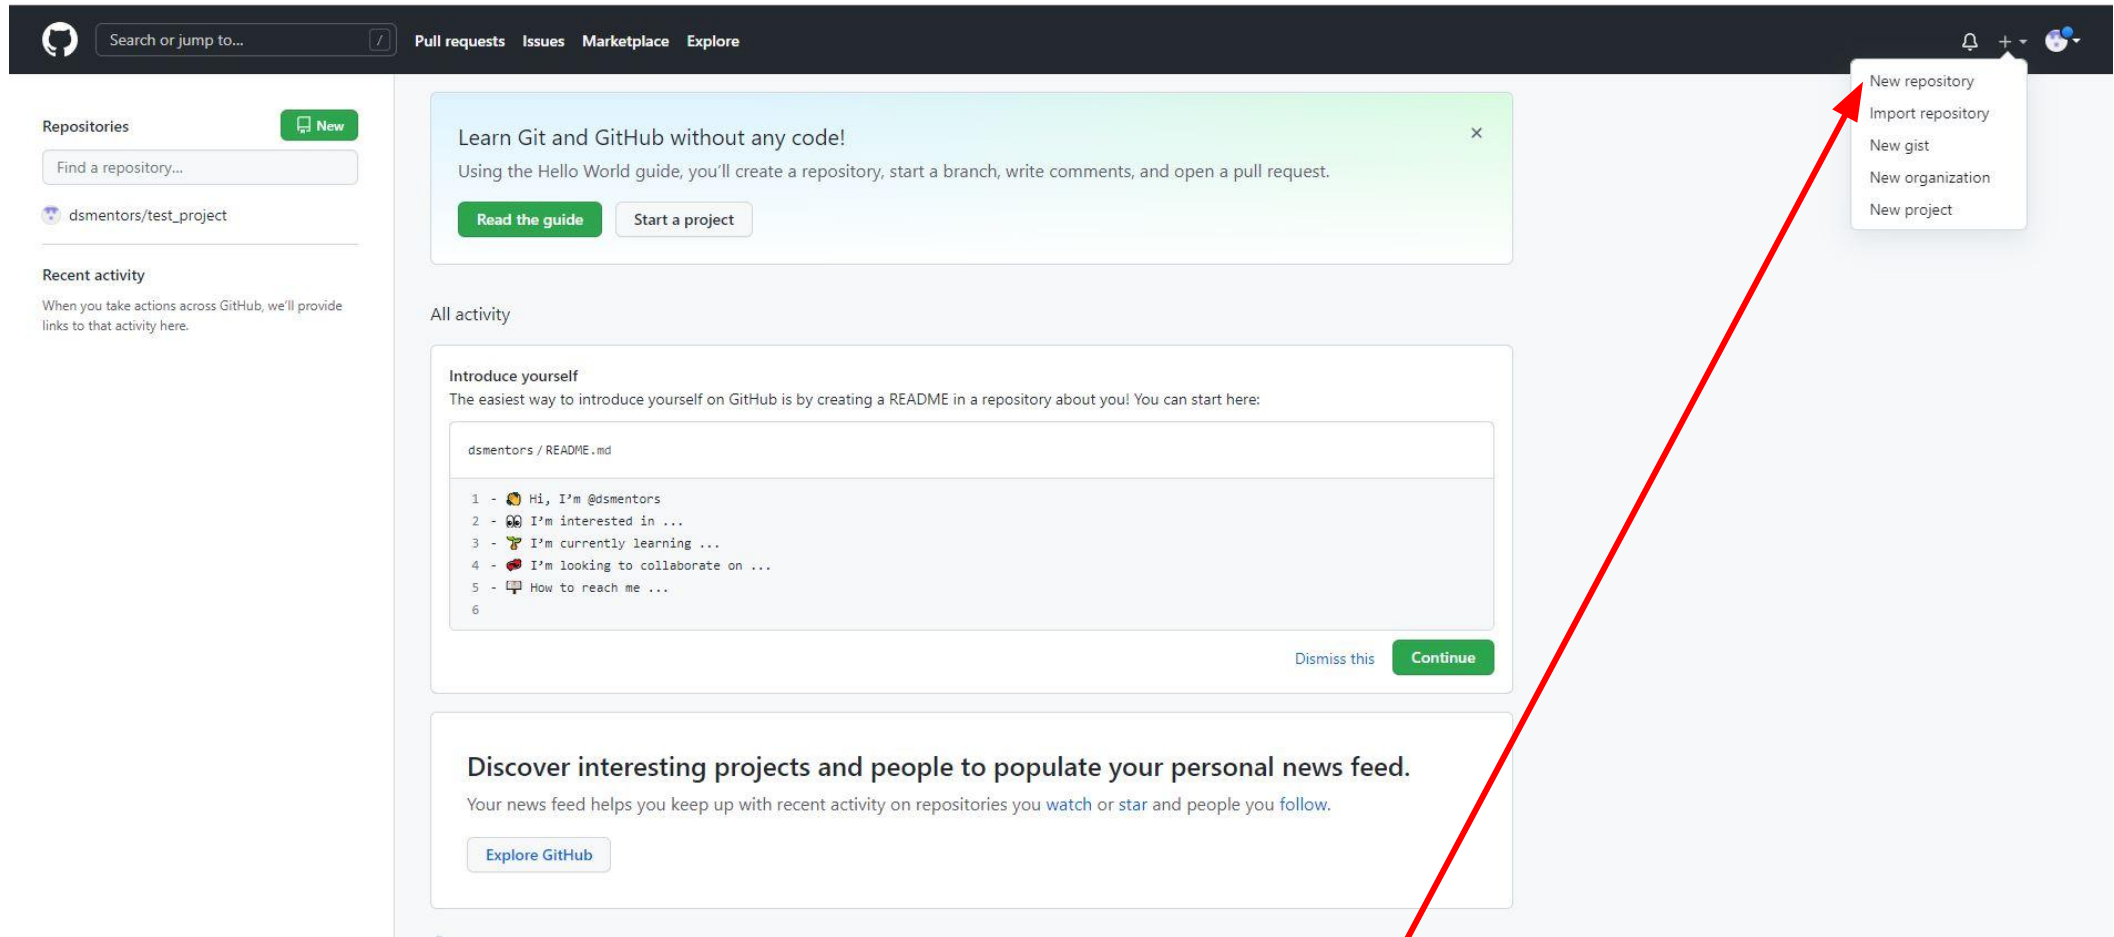 Search or jump to...
/
Pull requests Issues Marketplace Explore
New repository
Import repository
New gist
New organization
New project
Repositories
New
Find a repository...
dsmentors/test_project
Recent activity
When you take actions across GitHub, we'll provide
links to that activity here.
Learn Git and GitHub without any code!
Using the Hello World guide, you'll create a repository, start a branch, write comments, and open a pull request.
Read the guide
Start a project
All activity
Introduce yourself
The easiest way to introduce yourself on GitHub is by creating a README in a repository about you! You can start here:
dsmentors / README.md
1 - 👋 Hi, I'm @dsmentors
2 - 👀 I'm interested in ...
3 - 🌱 I'm currently learning ...
4 - 💞️ I'm looking to collaborate on ...
5 - 📫 How to reach me ...
6
Dismiss this
Continue
Discover interesting projects and people to populate your personal news feed.
Your news feed helps you keep up with recent activity on repositories you watch or star and people you follow.
Explore GitHub